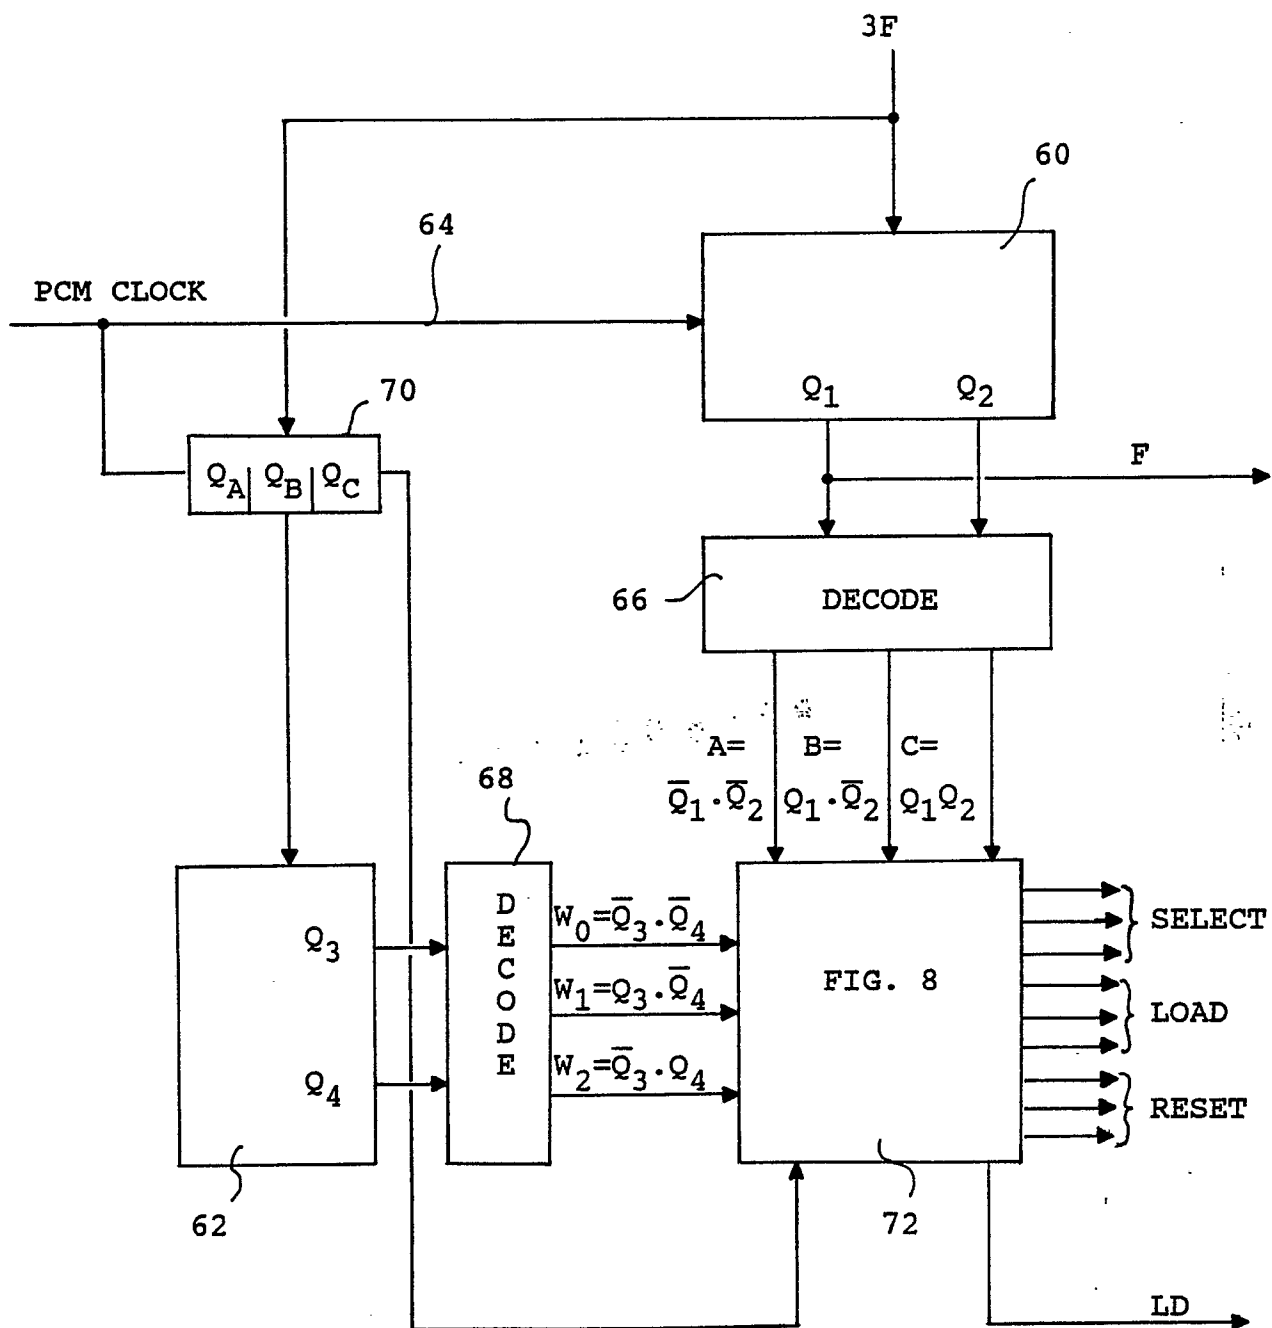 3F
60
64
PCM CLOCK
Q1 Q2
70
QA QB QC
F
66
DECODE
A= B= C=
Q̅1.Q̅2 Q1.Q̅2 Q1Q2
68
DECODE
W0=Q̅3.Q̅4
Q3
W1=Q3.Q̅4
W2=Q̅3.Q4
Q4
FIG. 8
SELECT
LOAD
RESET
62
72
LD